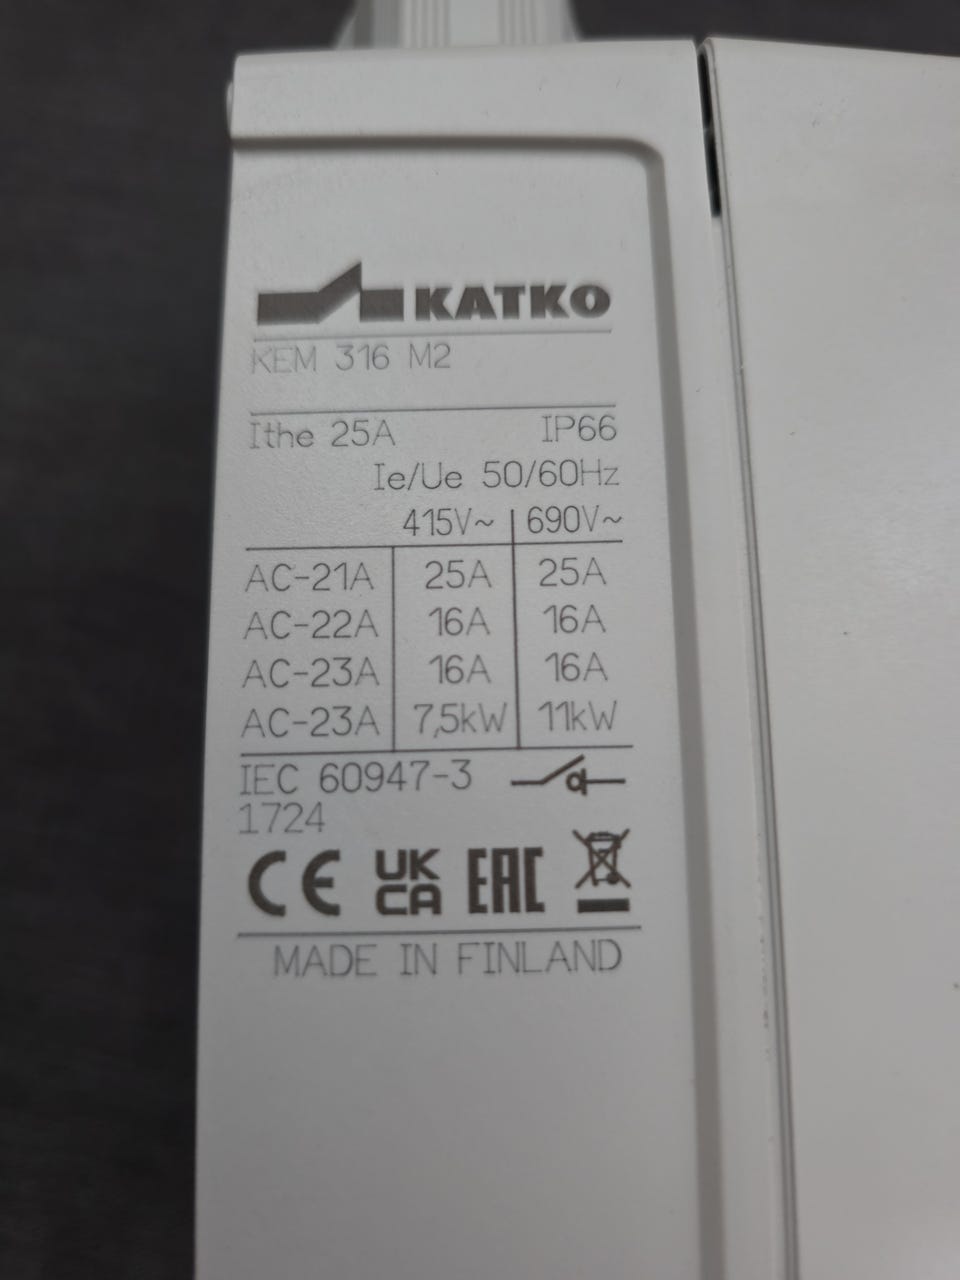 KATKO
KEM 316 M2
Ithe 25A IP66
Ie/Ue 50/60Hz
415V~ 690V~
AC-21A 25A 25A
AC-22A 16A 16A
AC-23A 16A 16A
AC-23A 7,5kW 11kW
IEC 60947-3
1724
CE UK CA EAC
MADE IN FINLAND